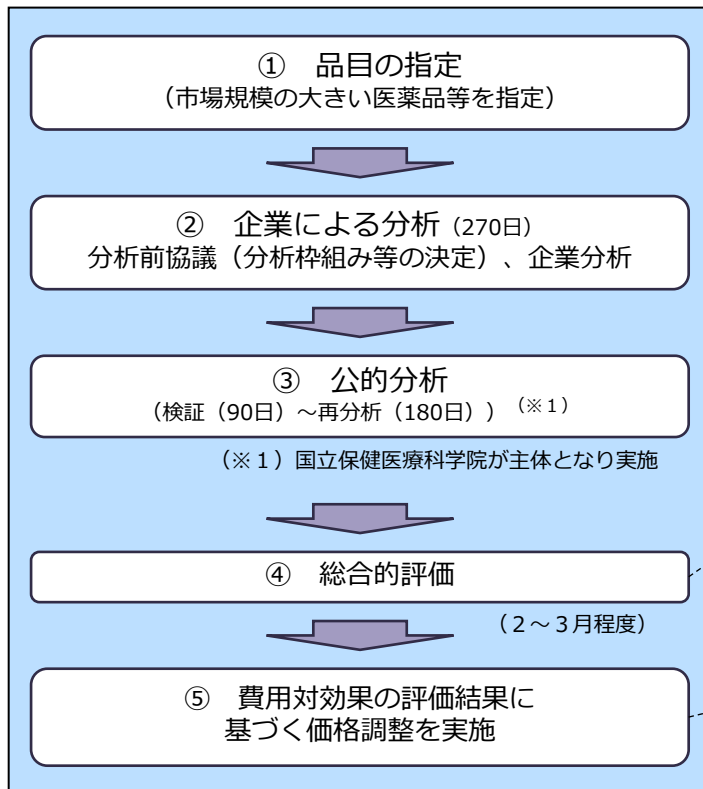 ① 品目の指定
（市場規模の大きい医薬品等を指定）
② 企業による分析（270日）
分析前協議（分析枠組み等の決定）、企業分析
③ 公的分析
（検証（90日）～再分析（180日））（※１）
（※１）国立保健医療科学院が主体となり実施
④ 総合的評価
（２～３月程度）
⑤ 費用対効果の評価結果に
基づく価格調整を実施